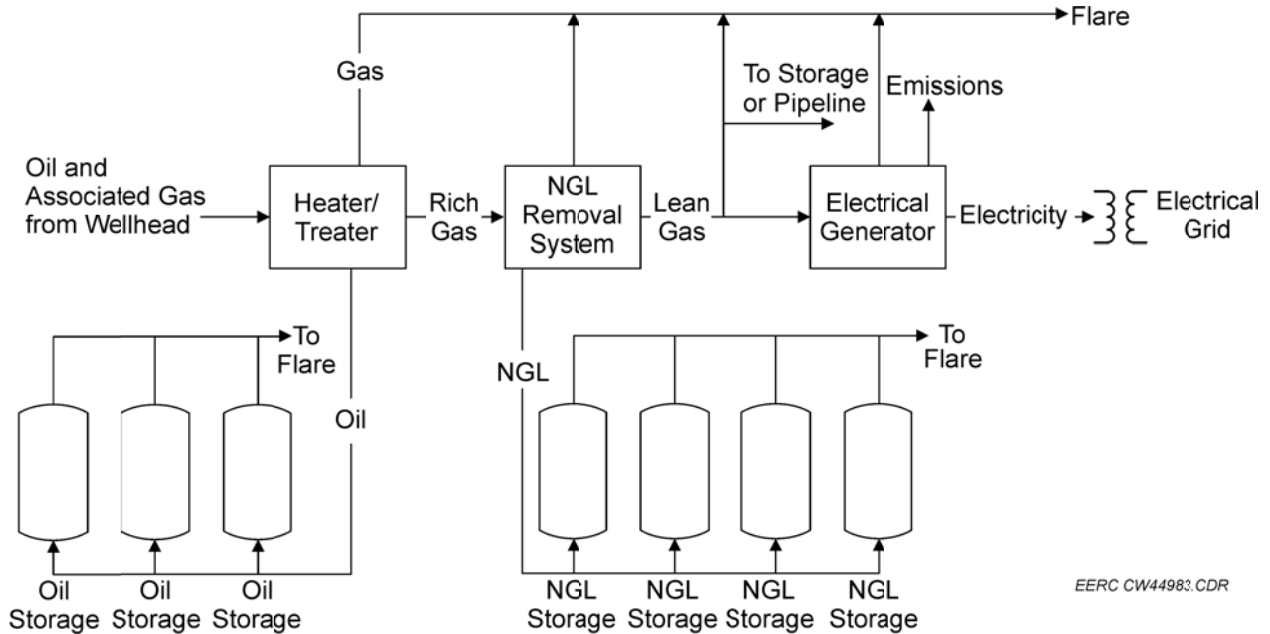 Flare
Gas
To Storage
or Pipeline
Emissions
Oil and
Associated Gas
from Wellhead
Heater/
Treater
Rich
Gas
NGL
Removal
System
Lean
Gas
Electrical
Generator
Electricity
Electrical
Grid
To
Flare
Oil
NGL
To
Flare
Oil
Storage
Oil
Storage
Oil
Storage
NGL
Storage
NGL
Storage
NGL
Storage
NGL
Storage
EERC CW44983.CDR